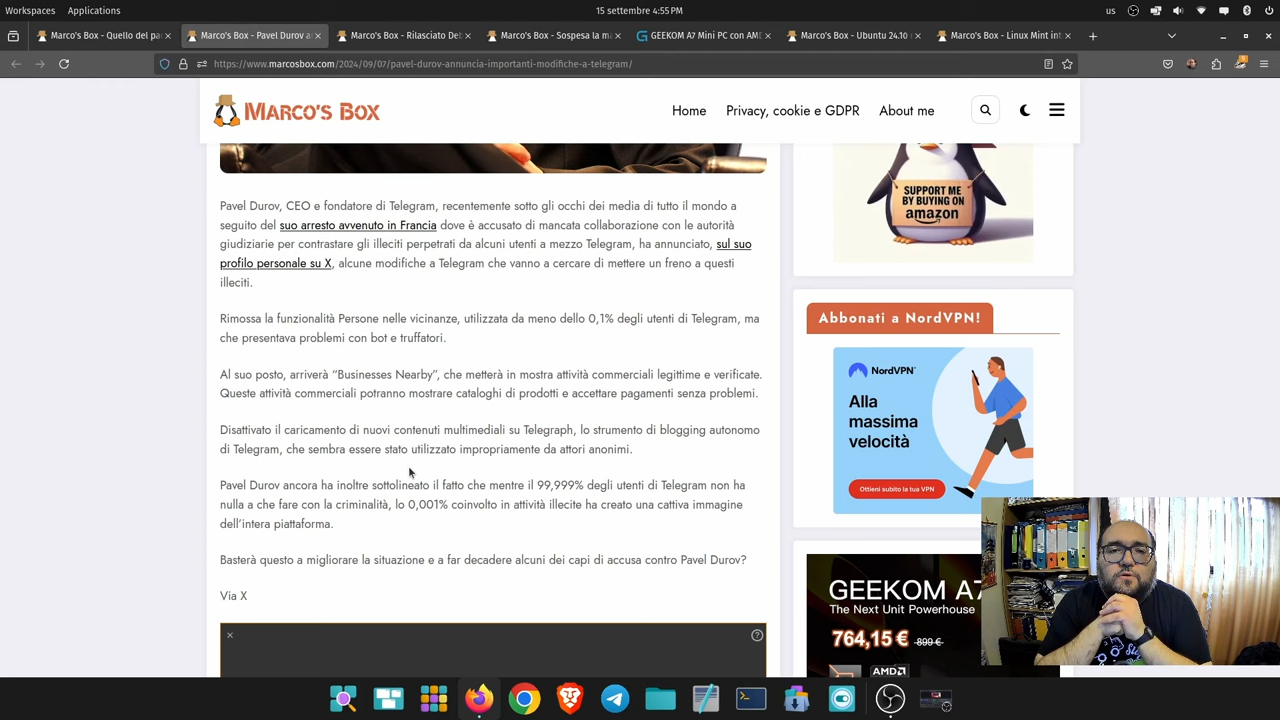 Workspaces Applications 15 settembre 4:55PM us
Marco's Box - Quello del pa Marco's Box - Pavel Durov an Marco's Box - Rilasciato Deb Marco's Box - Sospesa la m GEEKOM A7 Mini PC con AMD Marco's Box - Ubuntu 24.10 Marco's Box - Linux Mint int
https://www.marcosbox.com/2024/09/07/pavel-durov-annuncia-importanti-modifiche-a-telegram/
MARCO'S BOX Home Privacy, cookie e GDPR About me
Pavel Durov, CEO e fondatore di Telegram, recentemente sotto gli occhi dei media di tutto il mondo a
seguito del suo arresto avvenuto in Francia dove è accusato di mancata collaborazione con le autorità
giudiziarie per contrastare gli illeciti perpetrati da alcuni utenti a mezzo Telegram, ha annunciato, sul suo
profilo personale su X, alcune modifiche a Telegram che vanno a cercare di mettere un freno a questi
illeciti.
Rimossa la funzionalità Persone nelle vicinanze, utilizzata da meno dello 0,1% degli utenti di Telegram, ma
che presentava problemi con bot e truffatori.
Al suo posto, arriverà “Businesses Nearby”, che metterà in mostra attività commerciali legittime e verificate.
Queste attività commerciali potranno mostrare cataloghi di prodotti e accettare pagamenti senza problemi.
Disattivato il caricamento di nuovi contenuti multimediali su Telegraph, lo strumento di blogging autonomo
di Telegram, che sembra essere stato utilizzato impropriamente da attori anonimi.
Pavel Durov ancora ha inoltre sottolineato il fatto che mentre il 99,999% degli utenti di Telegram non ha
nulla a che fare con la criminalità, lo 0,001% coinvolto in attività illecite ha creato una cattiva immagine
dell’intera piattaforma.
Basterà questo a migliorare la situazione e a far decadere alcuni dei capi di accusa contro Pavel Durov?
Via X
SUPPORT ME
BY BUYING ON
amazon
Abbonati a NordVPN!
NordVPN
Alla
massima
velocità
Ottieni subito la tua VPN
GEEKOM A7
The Next Unit Powerhouse
764,15 € 899 €
AMD